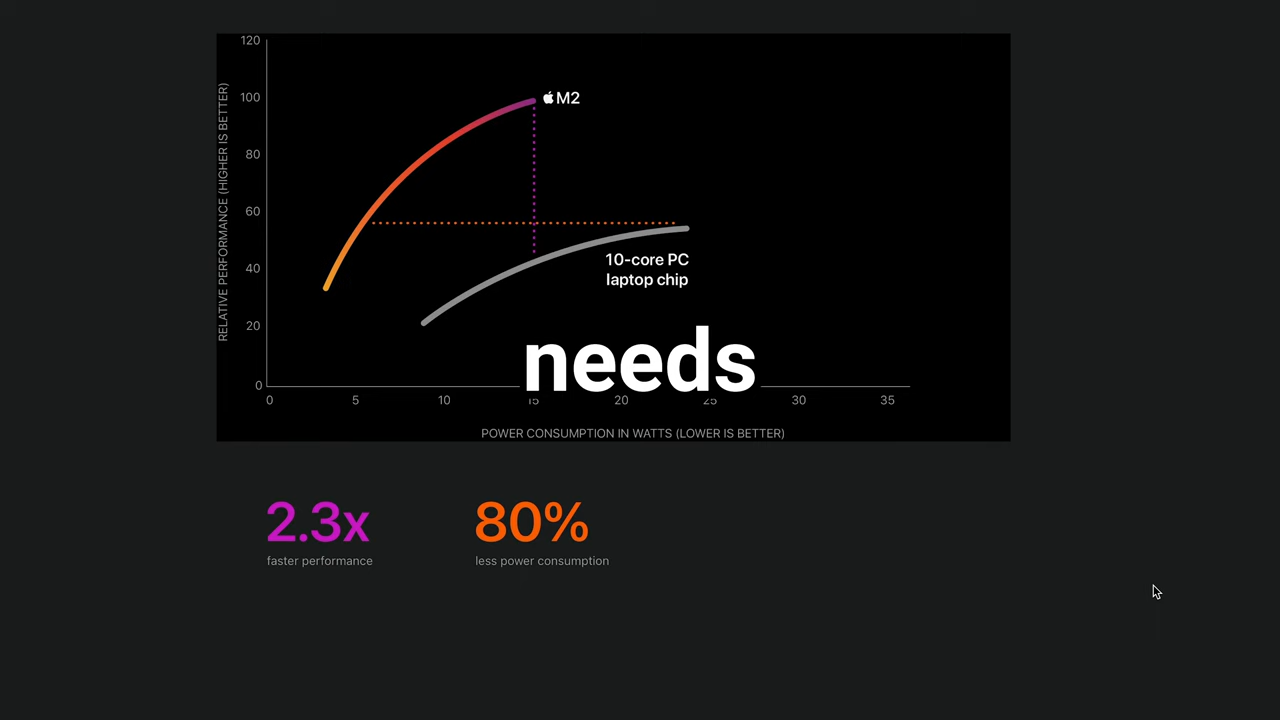 120
100
80
60
40
20
0
RELATIVE PERFORMANCE (HIGHER IS BETTER)
M2
10-core PC
laptop chip
needs
0 5 10 15 20 25 30 35
POWER CONSUMPTION IN WATTS (LOWER IS BETTER)
2.3x 80%
faster performance less power consumption